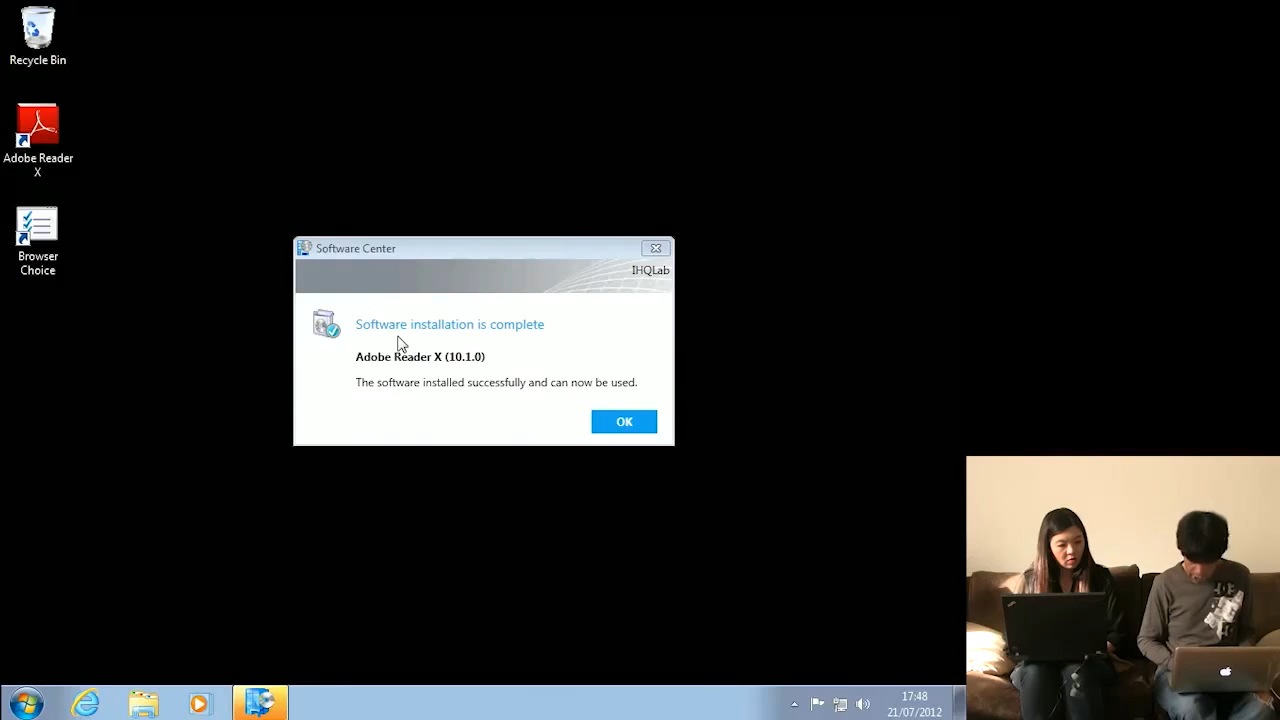 Recycle Bin
Adobe Reader
X
Browser
Choice
Software Center
IHQLab
Software installation is complete
Adobe Reader X (10.1.0)
The software installed successfully and can now be used.
OK
17:48
21/07/2012